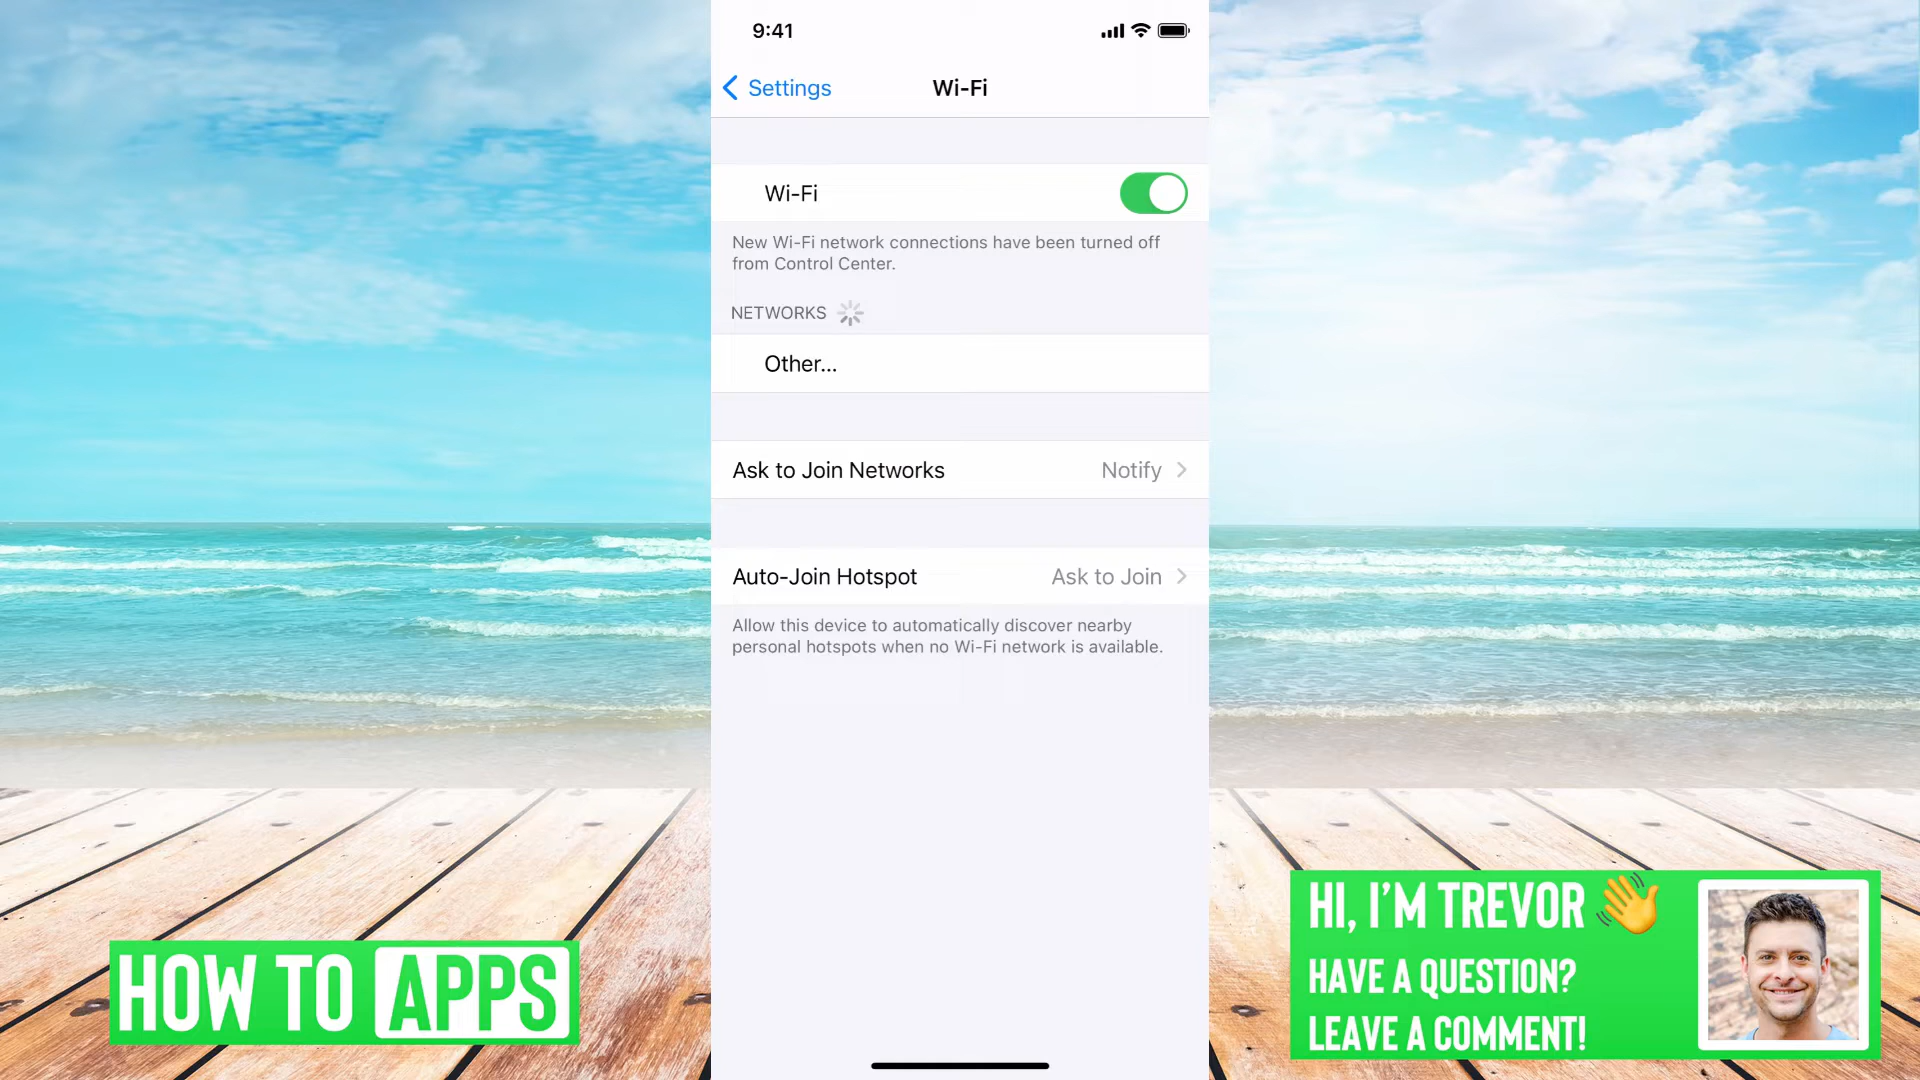 9:41
Settings
Wi-Fi
Wi-Fi
New Wi-Fi network connections have been turned off
from Control Center.
NETWORKS
Other...
Ask to Join Networks Notify
Auto-Join Hotspot Ask to Join
Allow this device to automatically discover nearby
personal hotspots when no Wi-Fi network is available.
HOW TO APPS
HI, I'M TREVOR
HAVE A QUESTION?
LEAVE A COMMENT!